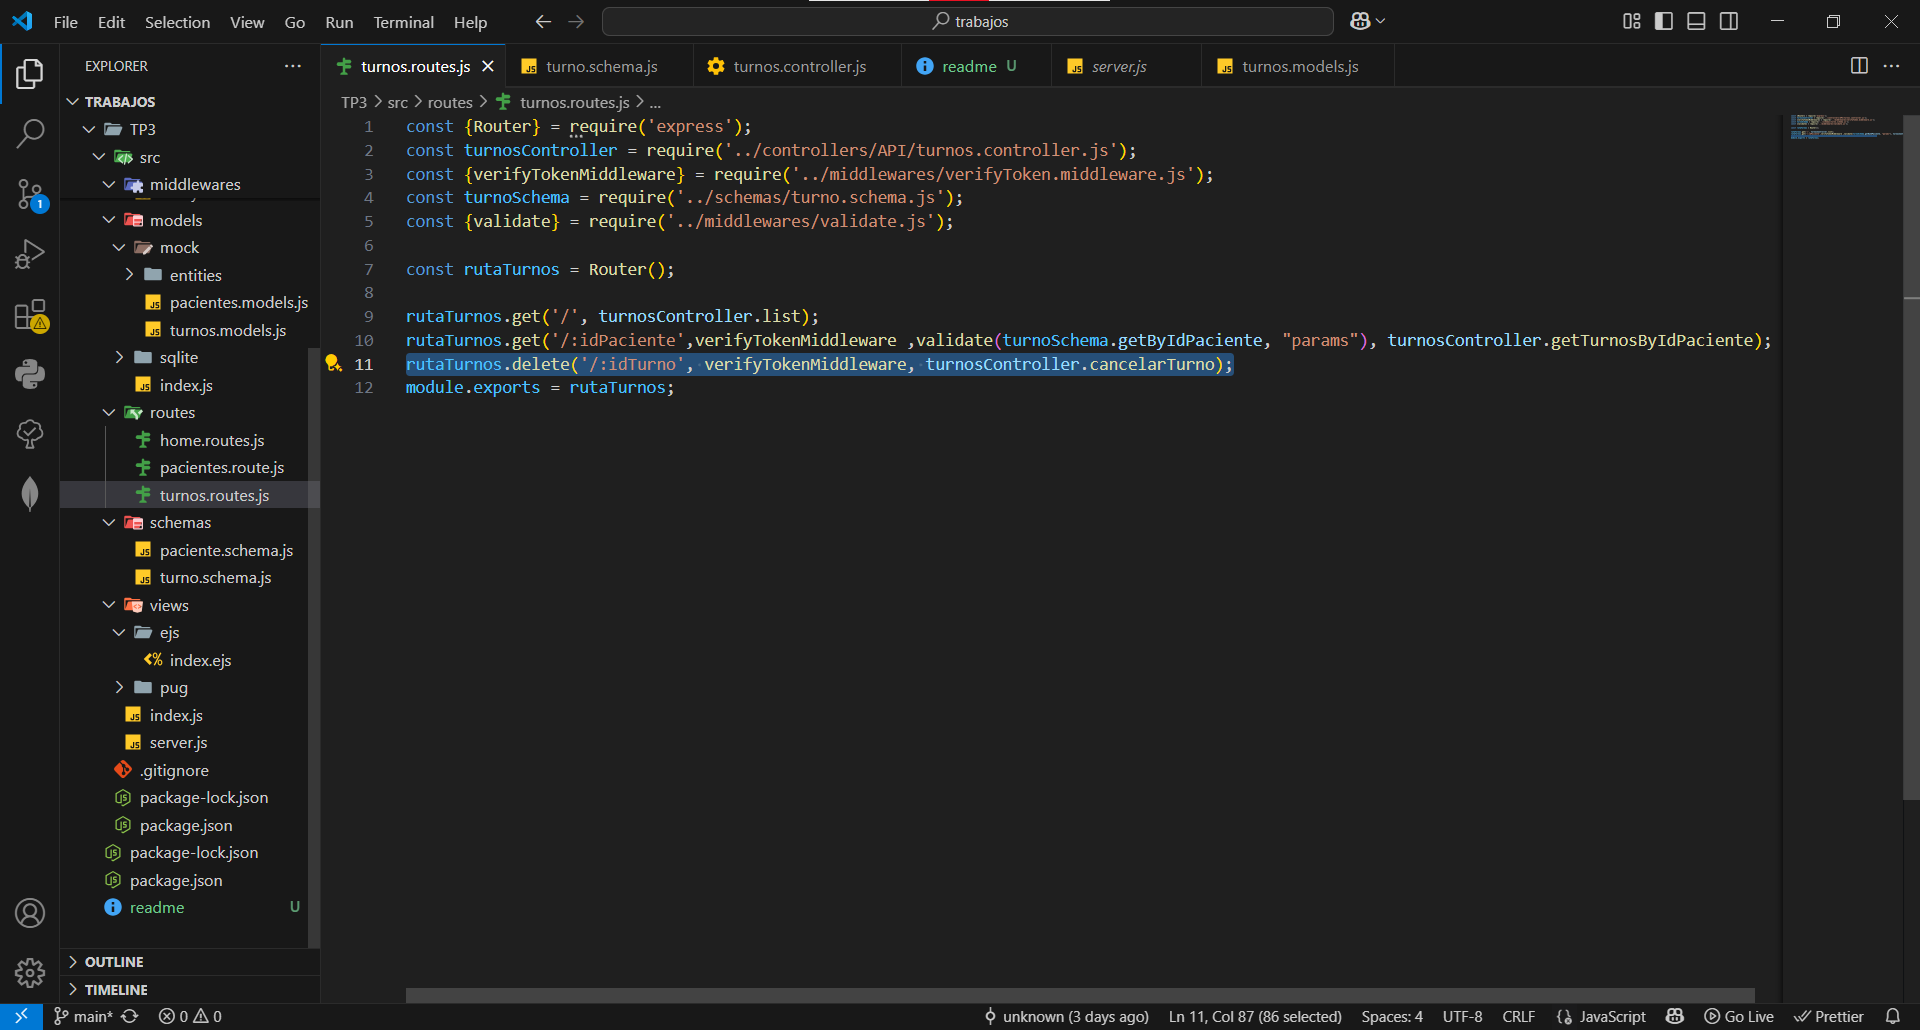 File Edit Selection View Go Run Terminal Help
trabajos
EXPLORER
TRABAJOS
TP3
src
middlewares
models
mock
entities
pacientes.models.js
turnos.models.js
sqlite
index.js
routes
home.routes.js
pacientes.route.js
turnos.routes.js
schemas
paciente.schema.js
turno.schema.js
views
ejs
index.ejs
pug
index.js
server.js
.gitignore
package-lock.json
package.json
package-lock.json
package.json
readme U
OUTLINE
TIMELINE
turnos.routes.js turno.schema.js turnos.controller.js readme U server.js turnos.models.js
TP3 > src > routes > turnos.routes.js > ...
1 const {Router} = require('express');
2 const turnosController = require('../controllers/API/turnos.controller.js');
3 const {verifyTokenMiddleware} = require('../middlewares/verifyToken.middleware.js');
4 const turnoSchema = require('../schemas/turno.schema.js');
5 const {validate} = require('../middlewares/validate.js');
6
7 const rutaTurnos = Router();
8
9 rutaTurnos.get('/', turnosController.list);
10 rutaTurnos.get('/:idPaciente',verifyTokenMiddleware ,validate(turnoSchema.getByIdPaciente, "params"), turnosController.getTurnosByIdPaciente);
11 rutaTurnos.delete('/:idTurno', verifyTokenMiddleware, turnosController.cancelarTurno);
12 module.exports = rutaTurnos;
1
main* 0 0 unknown (3 days ago) Ln 11, Col 87 (86 selected) Spaces: 4 UTF-8 CRLF JavaScript Go Live Prettier